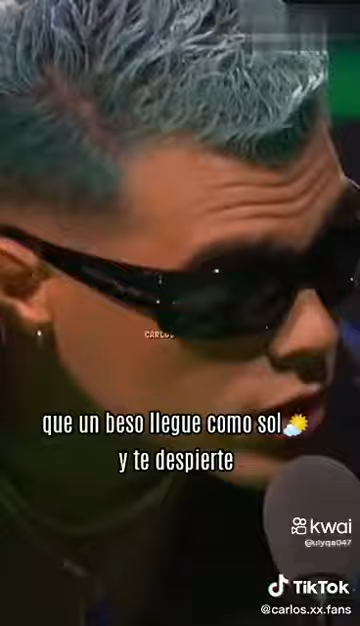 CARLOS
que un beso llegue como sol🌤️
y te despierte
kwai
@ulyqa047
TikTok
@carlos.xx.fans